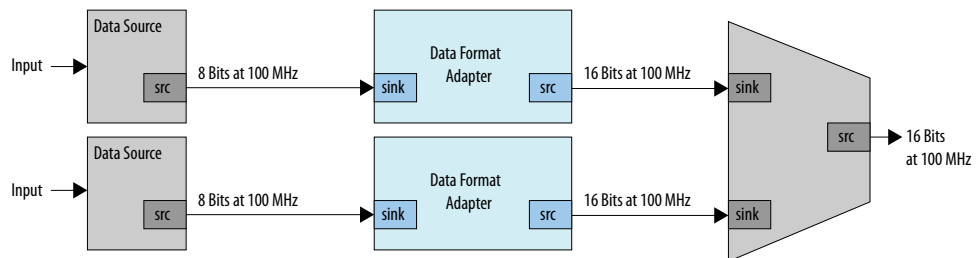 Data Source
Input
src
8 Bits at 100 MHz
sink
Data Format
Adapter
src
16 Bits at 100 MHz
sink
src
16 Bits
at 100 MHz
Data Source
Input
src
8 Bits at 100 MHz
sink
Data Format
Adapter
src
16 Bits at 100 MHz
sink